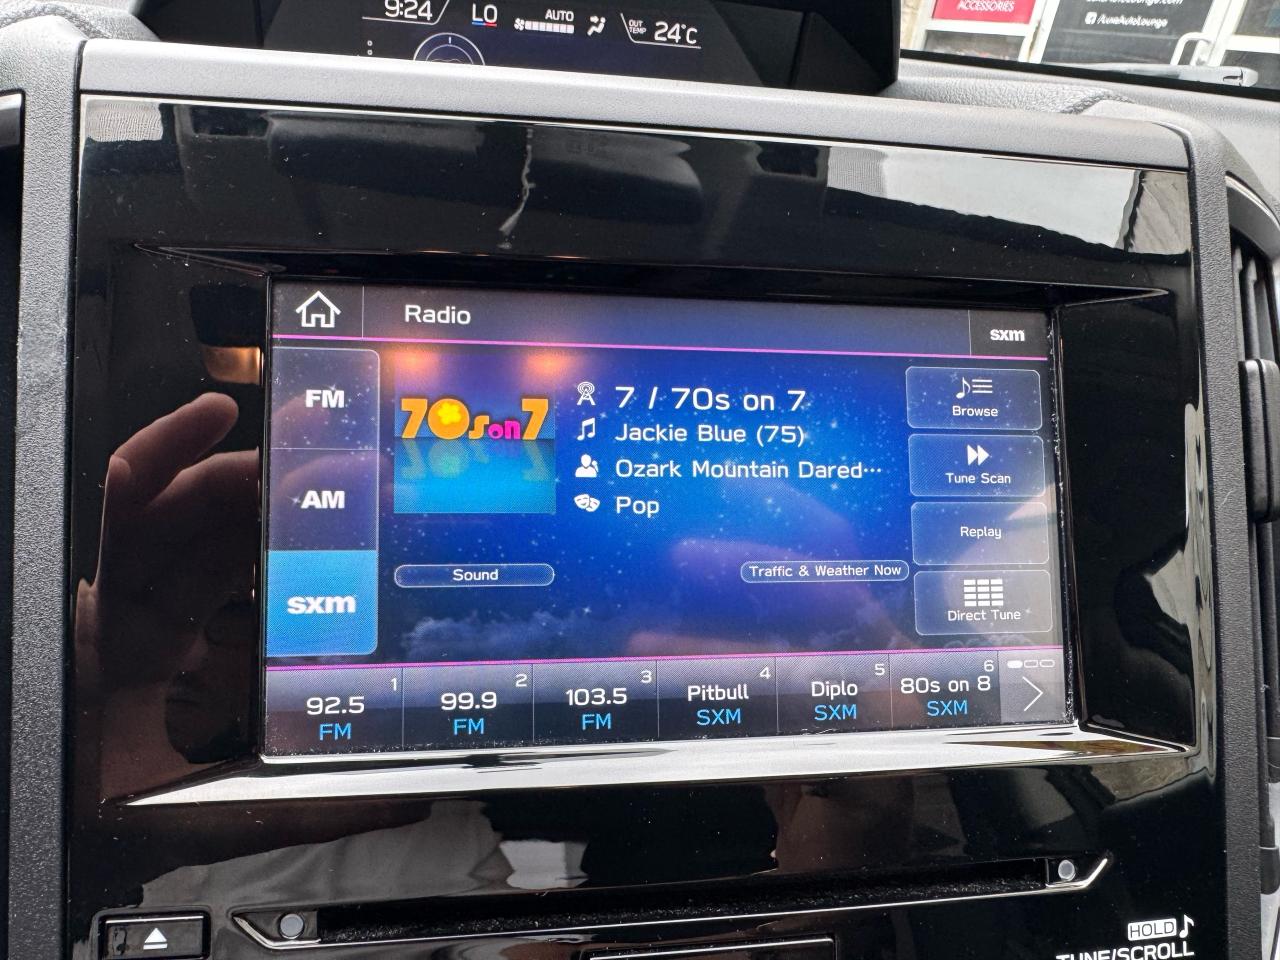 9:24
LO
AUTO
OUT TEMP
24°C
ACCESSORIES
/LuxeAutoLounge
Radio
sxm
FM
AM
sxm
70s on 7
7 / 70s on 7
Jackie Blue (75)
Ozark Mountain Dared…
Pop
Sound
Traffic & Weather Now
Browse
Tune Scan
Replay
Direct Tune
1
92.5
FM
2
99.9
FM
3
103.5
FM
4
Pitbull
SXM
5
Diplo
SXM
6
80s on 8
SXM
HOLD
TUNE/SCROLL